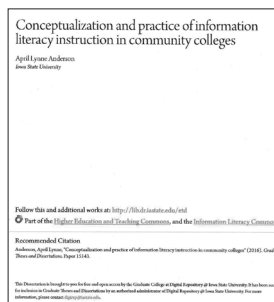 Conceptualization and practice of information
literacy instruction in community colleges
April Lynne Anderson
Iowa State University
Follow this and additional works at: http://lib.dr.iastate.edu/etd
Part of the Higher Education and Teaching Commons, and the Information Literacy
Recommended Citation
Anderson, April Lynne, "Conceptualization and practice of information literacy instruction in community colleges" (2016).
Theses and Dissertations. Paper 15143.
This Dissertation is brought to you for free and open access by the Graduate College at Digital Repository @ Iowa State University. It has been
for inclusion in Graduate Theses and Dissertations by an authorized administrator of Digital Repository @ Iowa State University. For more
information, please contact digirep@iastate.edu.